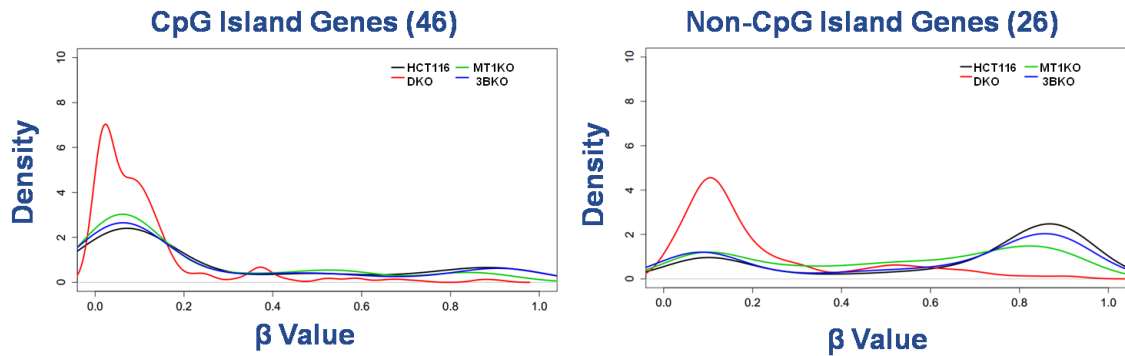 CpG Island Genes (46)
Density
10
8
6
4
2
0
HCT116 MT1KO
DKO 3BKO
0.0 0.2 0.4 0.6 0.8 1.0
β Value
Non-CpG Island Genes (26)
Density
10
8
6
4
2
0
HCT116 MT1KO
DKO 3BKO
0.0 0.2 0.4 0.6 0.8 1.0
β Value